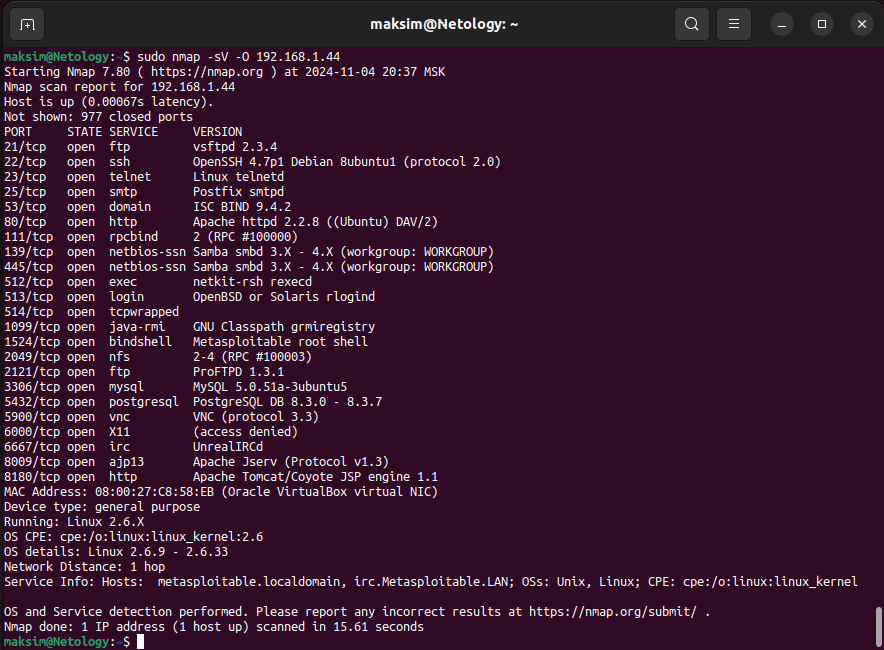 maksim@Netology: ~
maksim@Netology:~$ sudo nmap -sV -O 192.168.1.44
Starting Nmap 7.80 ( https://nmap.org ) at 2024-11-04 20:37 MSK
Nmap scan report for 192.168.1.44
Host is up (0.00067s latency).
Not shown: 977 closed ports
PORT     STATE SERVICE     VERSION
21/tcp   open  ftp         vsftpd 2.3.4
22/tcp   open  ssh         OpenSSH 4.7p1 Debian 8ubuntu1 (protocol 2.0)
23/tcp   open  telnet      Linux telnetd
25/tcp   open  smtp        Postfix smtpd
53/tcp   open  domain      ISC BIND 9.4.2
80/tcp   open  http        Apache httpd 2.2.8 ((Ubuntu) DAV/2)
111/tcp  open  rpcbind     2 (RPC #100000)
139/tcp  open  netbios-ssn Samba smbd 3.X - 4.X (workgroup: WORKGROUP)
445/tcp  open  netbios-ssn Samba smbd 3.X - 4.X (workgroup: WORKGROUP)
512/tcp  open  exec        netkit-rsh rexecd
513/tcp  open  login       OpenBSD or Solaris rlogind
514/tcp  open  tcpwrapped
1099/tcp open  java-rmi    GNU Classpath grmiregistry
1524/tcp open  bindshell   Metasploitable root shell
2049/tcp open  nfs         2-4 (RPC #100003)
2121/tcp open  ftp         ProFTPD 1.3.1
3306/tcp open  mysql       MySQL 5.0.51a-3ubuntu5
5432/tcp open  postgresql  PostgreSQL DB 8.3.0 - 8.3.7
5900/tcp open  vnc         VNC (protocol 3.3)
6000/tcp open  X11         (access denied)
6667/tcp open  irc         UnrealIRCd
8009/tcp open  ajp13       Apache Jserv (Protocol v1.3)
8180/tcp open  http        Apache Tomcat/Coyote JSP engine 1.1
MAC Address: 08:00:27:C8:58:EB (Oracle VirtualBox virtual NIC)
Device type: general purpose
Running: Linux 2.6.X
OS CPE: cpe:/o:linux:linux_kernel:2.6
OS details: Linux 2.6.9 - 2.6.33
Network Distance: 1 hop
Service Info: Hosts:  metasploitable.localdomain, irc.Metasploitable.LAN; OSs: Unix, Linux; CPE: cpe:/o:linux:linux_kernel
OS and Service detection performed. Please report any incorrect results at https://nmap.org/submit/ .
Nmap done: 1 IP address (1 host up) scanned in 15.61 seconds
maksim@Netology:~$